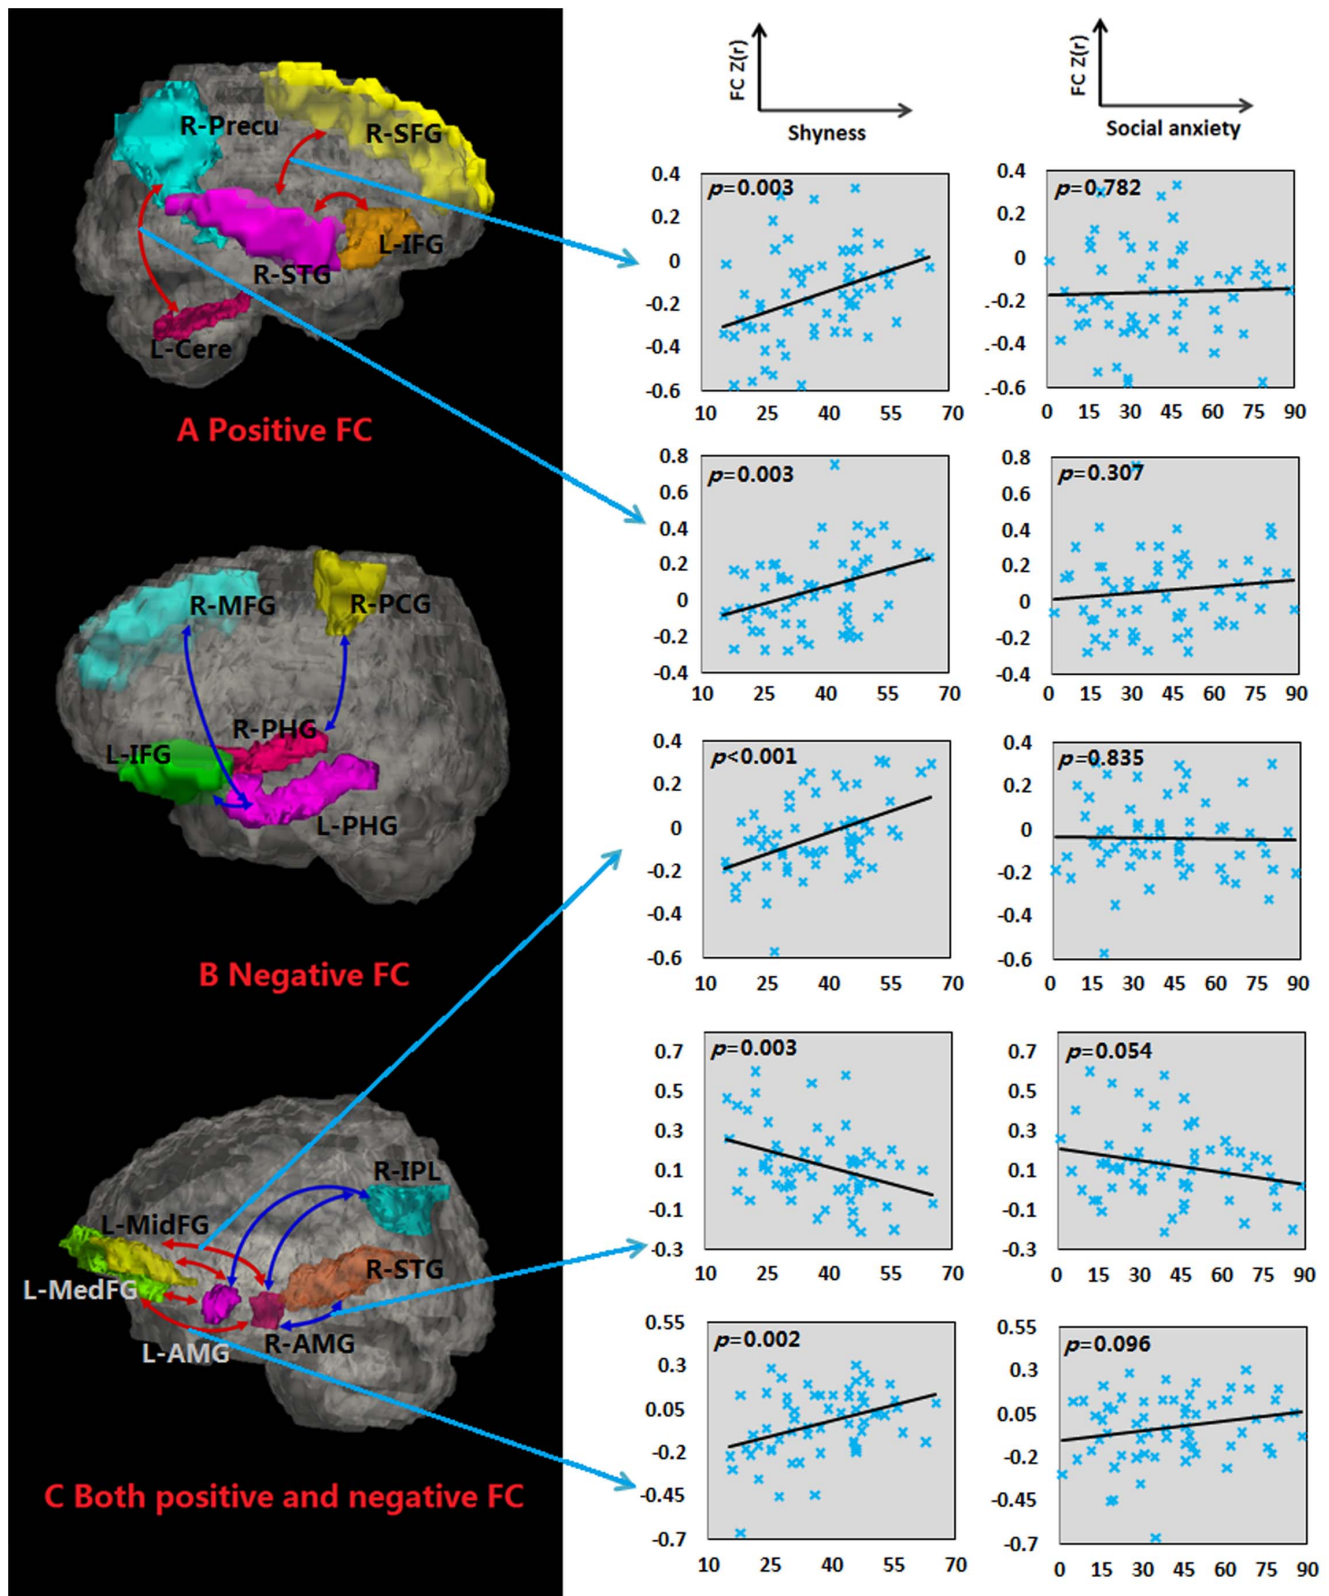 R-Precu
R-SFG
L-IFG
R-STG
L-Cere
A Positive FC
R-MFG
R-PCG
R-PHG
L-IFG
L-PHG
B Negative FC
R-IPL
L-MidFG
R-STG
L-MedFG
L-AMG
R-AMG
C Both positive and negative FC
FC Z(r)
Shyness
FC Z(r)
Social anxiety
p=0.003
0.4
0.2
0
-0.2
-0.4
-0.6
10 25 40 55 70
p=0.782
0.4
0.2
0
-0.2
-0.4
-0.6
0 15 30 45 60 75 90
p=0.003
0.8
0.6
0.4
0.2
0
-0.2
-0.4
10 25 40 55 70
p=0.307
0.8
0.6
0.4
0.2
0
-0.2
-0.4
0 15 30 45 60 75 90
p<0.001
0.4
0.2
0
-0.2
-0.4
-0.6
10 25 40 55 70
p=0.835
0.4
0.2
0
-0.2
-0.4
-0.6
0 15 30 45 60 75 90
p=0.003
0.7
0.5
0.3
0.1
-0.1
-0.3
10 25 40 55 70
p=0.054
0.7
0.5
0.3
0.1
-0.1
-0.3
0 15 30 45 60 75 90
p=0.002
0.55
0.3
0.05
-0.2
-0.45
-0.7
10 25 40 55 70
p=0.096
0.55
0.3
0.05
-0.2
-0.45
-0.7
0 15 30 45 60 75 90